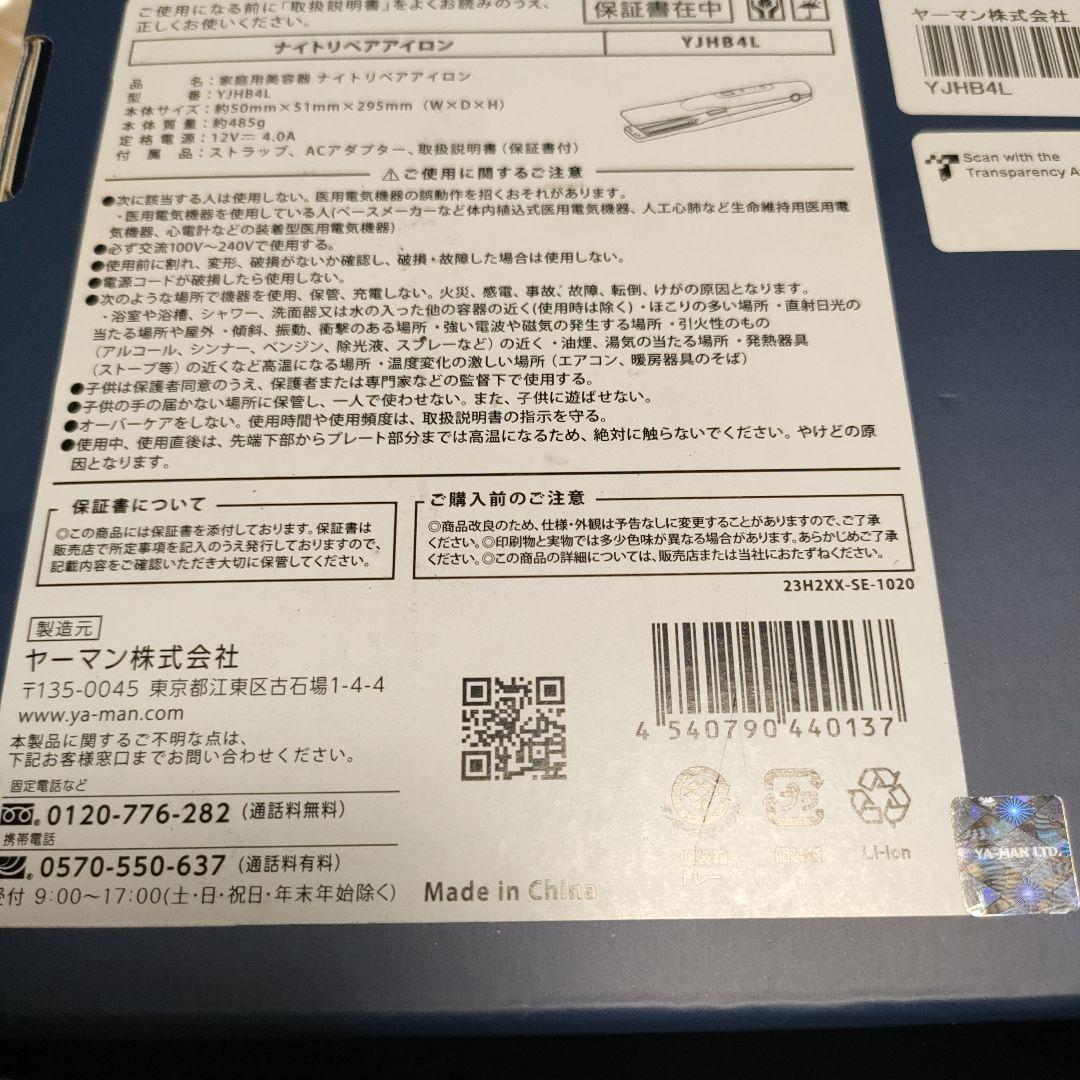 ご使用になる前に「取扱説明書」をよくお読みのうえ、
正しくお使いください。
保証書在中
ナイトリペアアイロン YJHB4L
品 名：家庭用美容器 ナイトリペアアイロン
型 番：YJHB4L
本体サイズ：約50mm×51mm×295mm（W×D×H）
本体質量：約485g
定格電源：12V⎓ 4.0A
付属品：ストラップ、ACアダプター、取扱説明書（保証書付）
⚠ご使用に関するご注意
●次に該当する人は使用しない。医用電気機器の誤動作を招くおそれがあります。
・医用電気機器を使用している人(ペースメーカーなど体内植込式医用電気機器、人工心肺など生命維持用医用電
気機器、心電計などの装着型医用電気機器)
●必ず交流100V～240Vで使用する。
●使用前に割れ、変形、破損がないか確認し、破損・故障した場合は使用しない。
●電源コードが破損したら使用しない。
●次のような場所で機器を使用、保管、充電しない。火災、感電、事故、故障、転倒、けがの原因となります。
・浴室や浴槽、シャワー、洗面器又は水の入った他の容器の近く(使用時は除く)・ほこりの多い場所・直射日光の
当たる場所や屋外・傾斜、振動、衝撃のある場所・強い電波や磁気の発生する場所・引火性のもの
（アルコール、シンナー、ベンジン、除光液、スプレーなど）の近く・油煙、湯気の当たる場所・発熱器具
（ストーブ等）の近くなど高温になる場所・温度変化の激しい場所（エアコン、暖房器具のそば）
●子供は保護者同意のうえ、保護者または専門家などの監督下で使用する。
●子供の手の届かない場所に保管し、一人で使わせない。また、子供に遊ばせない。
●オーバーケアをしない。使用時間や使用頻度は、取扱説明書の指示を守る。
●使用中、使用直後は、先端下部からプレート部分までは高温になるため、絶対に触らないでください。やけどの原
因となります。
保証書について
◎この商品には保証書を添付しております。保証書は
販売店で所定事項を記入のうえ発行しておりますので、
記載内容をご確認いただき大切に保管してください。
ご購入前のご注意
◎商品改良のため、仕様・外観は予告なしに変更することがありますので、ご了承
ください。◎印刷物と実物では多少色味が異なる場合があります。あらかじめご了承
ください。◎この商品の詳細については、販売店または当社におたずねください。
23H2XX-SE-1020
製造元
ヤーマン株式会社
〒135-0045 東京都江東区古石場1-4-4
www.ya-man.com
本製品に関するご不明な点は、
下記お客様窓口までお問い合わせください。
固定電話など
0120-776-282（通話料無料）
携帯電話
0570-550-637（通話料有料）
受付 9:00～17:00(土・日・祝日・年末年始除く)
Made in China
4 540790 440137
個装箱
トレー
個装袋
Li-ion
YA-MAN LTD.
ヤーマン株式会社
YJHB4L
Scan with the
Transparency A